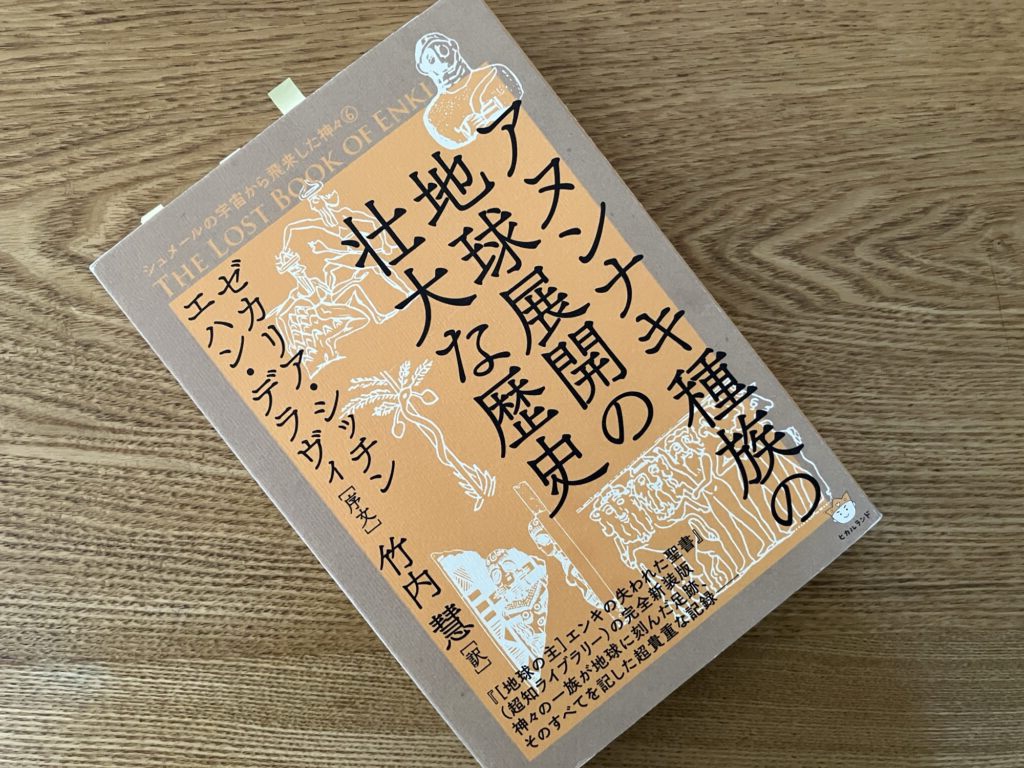 シュメールの宇宙から飛来した神々⑥
THE LOST BOOK OF ENKI
アヌンナキ種族の
地球展開の
壮大な歴史
ゼカリア・シッチン
エハン・デラヴィ[序文]
竹内 慧[訳]
『[地球の主]エンキの失われた聖書』
(超知ライブラリー)の完全新装版
神々の一族が地球に刻んだ足跡、
そのすべてを記した超貴重な記録――
ヒカルランド